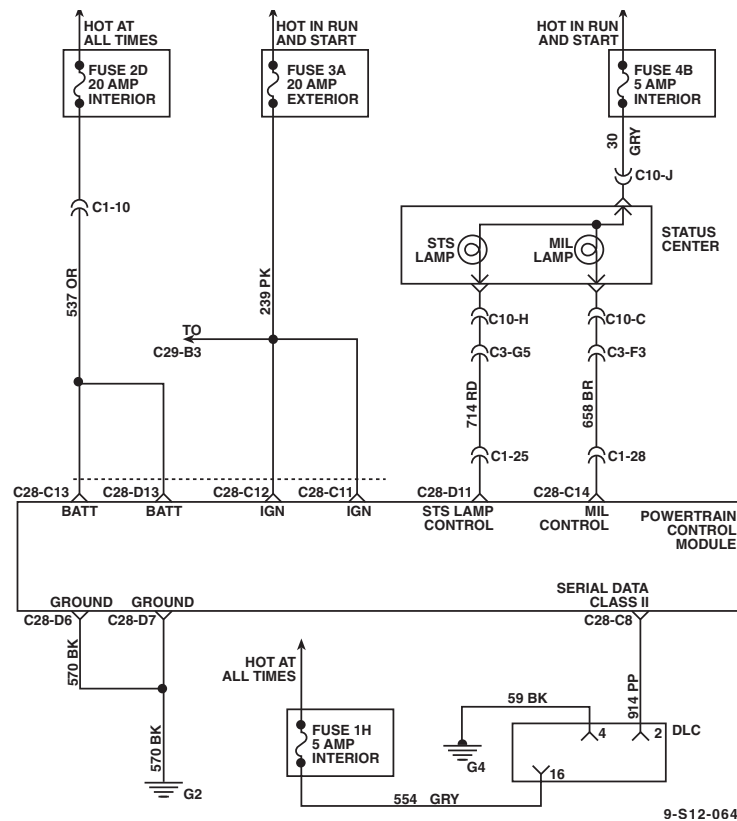 HOT AT
ALL TIMES
HOT IN RUN
AND START
HOT IN RUN
AND START
FUSE 2D
20 AMP
INTERIOR
FUSE 3A
20 AMP
EXTERIOR
FUSE 4B
5 AMP
INTERIOR
30
GRY
C10-J
C1-10
STATUS
CENTER
STS
LAMP
MIL
LAMP
537 OR
239 PK
TO
C29-B3
C10-H
C10-C
C3-G5
C3-F3
714 RD
658 BR
C1-25
C1-28
C28-C13
C28-D13
C28-C12
C28-C11
C28-D11
C28-C14
BATT
BATT
IGN
IGN
STS LAMP
CONTROL
MIL
CONTROL
POWERTRAIN
CONTROL
MODULE
GROUND
GROUND
SERIAL DATA
CLASS II
C28-D6
C28-D7
C28-C8
570 BK
570 BK
G2
HOT AT
ALL TIMES
FUSE 1H
5 AMP
INTERIOR
59 BK
914 PP
G4
4
2
DLC
16
554 GRY
9-S12-064